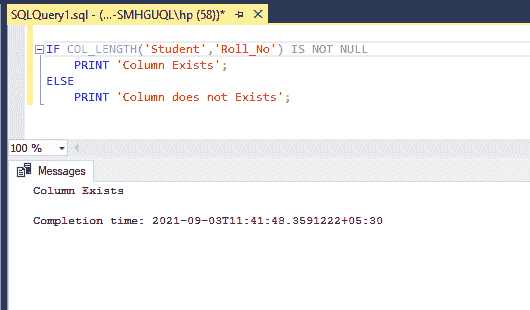 SQLQuery1.sql - (...-SMHGUQL\hp (58))*
IF COL_LENGTH('Student','Roll_No') IS NOT NULL
PRINT 'Column Exists';
ELSE
PRINT 'Column does not Exists';
100 %
Messages
Column Exists
Completion time: 2021-09-03T11:41:48.3591222+05:30